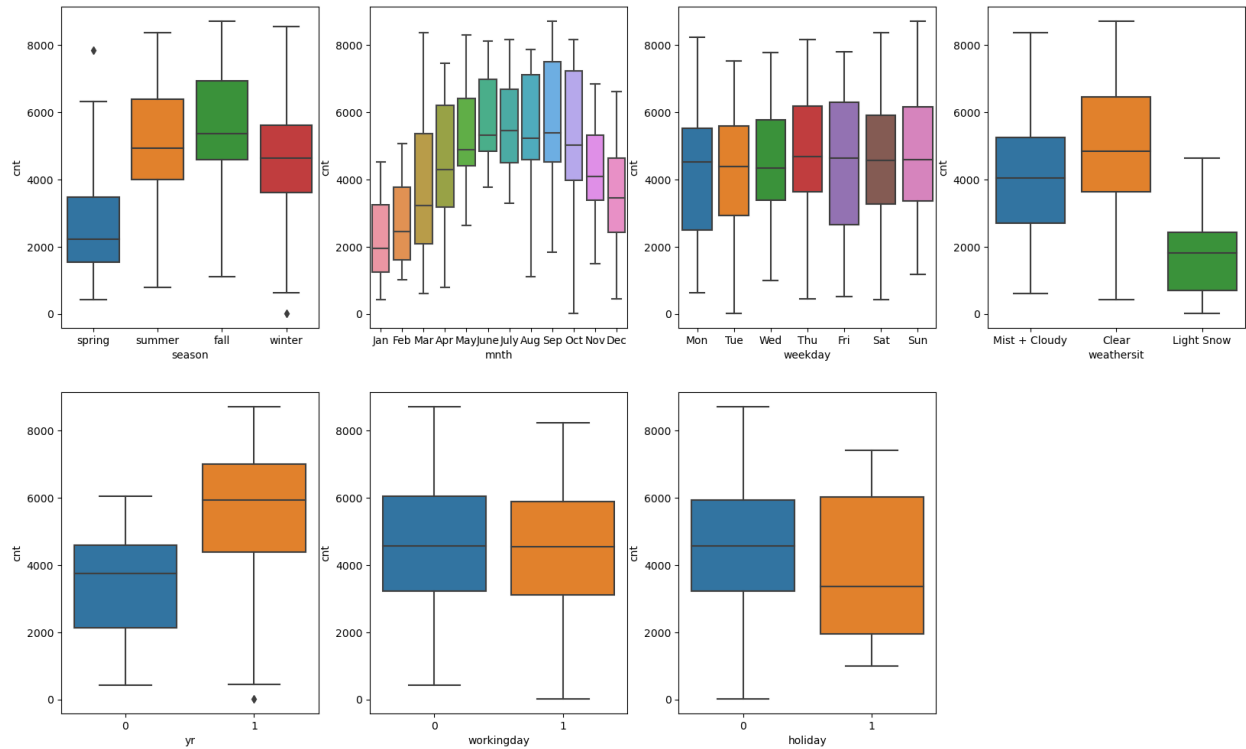 8000
6000
4000
2000
0
cnt
spring summer fall winter
season
8000
6000
4000
2000
0
cnt
Jan Feb Mar Apr May June July Aug Sep Oct Nov Dec
mnth
8000
6000
4000
2000
0
cnt
Mon Tue Wed Thu Fri Sat Sun
weekday
8000
6000
4000
2000
0
cnt
Mist + Cloudy Clear Light Snow
weathersit
8000
6000
4000
2000
0
cnt
0 1
yr
8000
6000
4000
2000
0
cnt
0 1
workingday
8000
6000
4000
2000
0
cnt
0 1
holiday